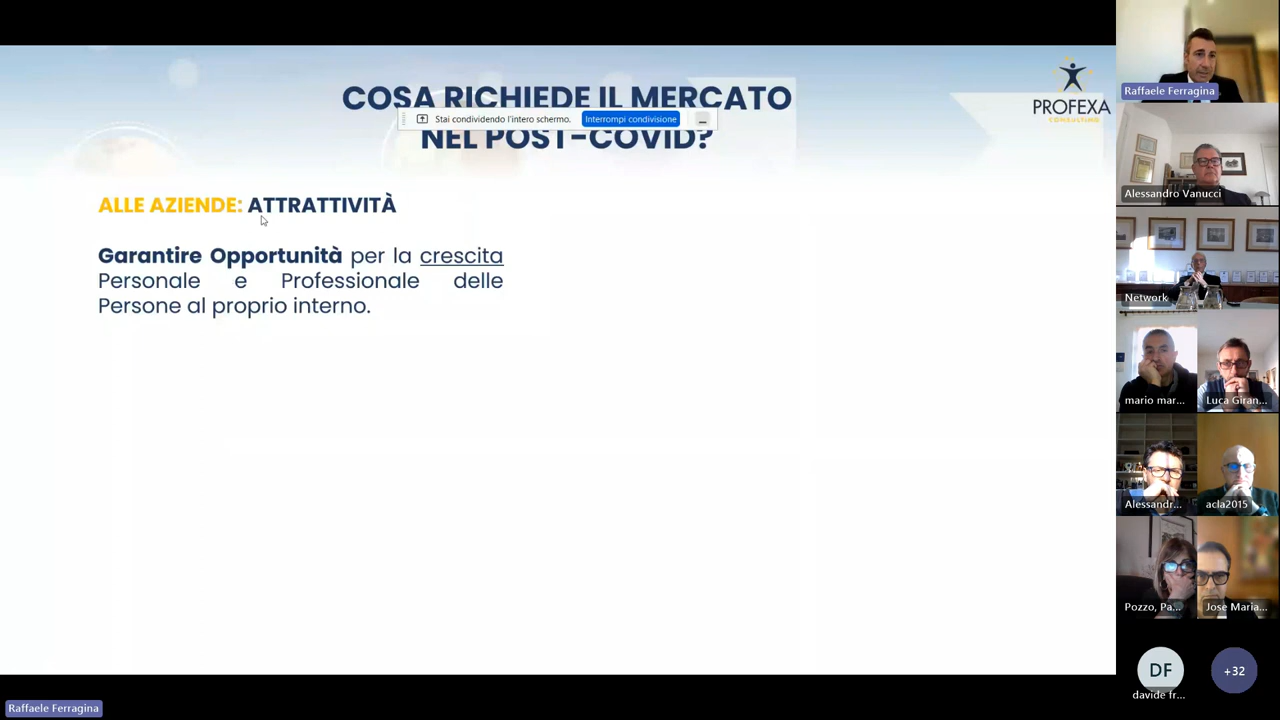 COSA RICHIEDE IL MERCATO
NEL POST-COVID?
Stai condividendo l'intero schermo.
Interrompi condivisione
PROFEXA
CONSULTING
ALLE AZIENDE: ATTRATTIVITÀ
Garantire Opportunità per la crescita
Personale e Professionale delle
Persone al proprio interno.
Raffaele Ferragina
Alessandro Vanucci
Network
mario mar...
Luca Giran...
Alessandr...
acla2015
Pozzo, Pa...
Jose Maria...
DF
davide fr...
+32
Raffaele Ferragina